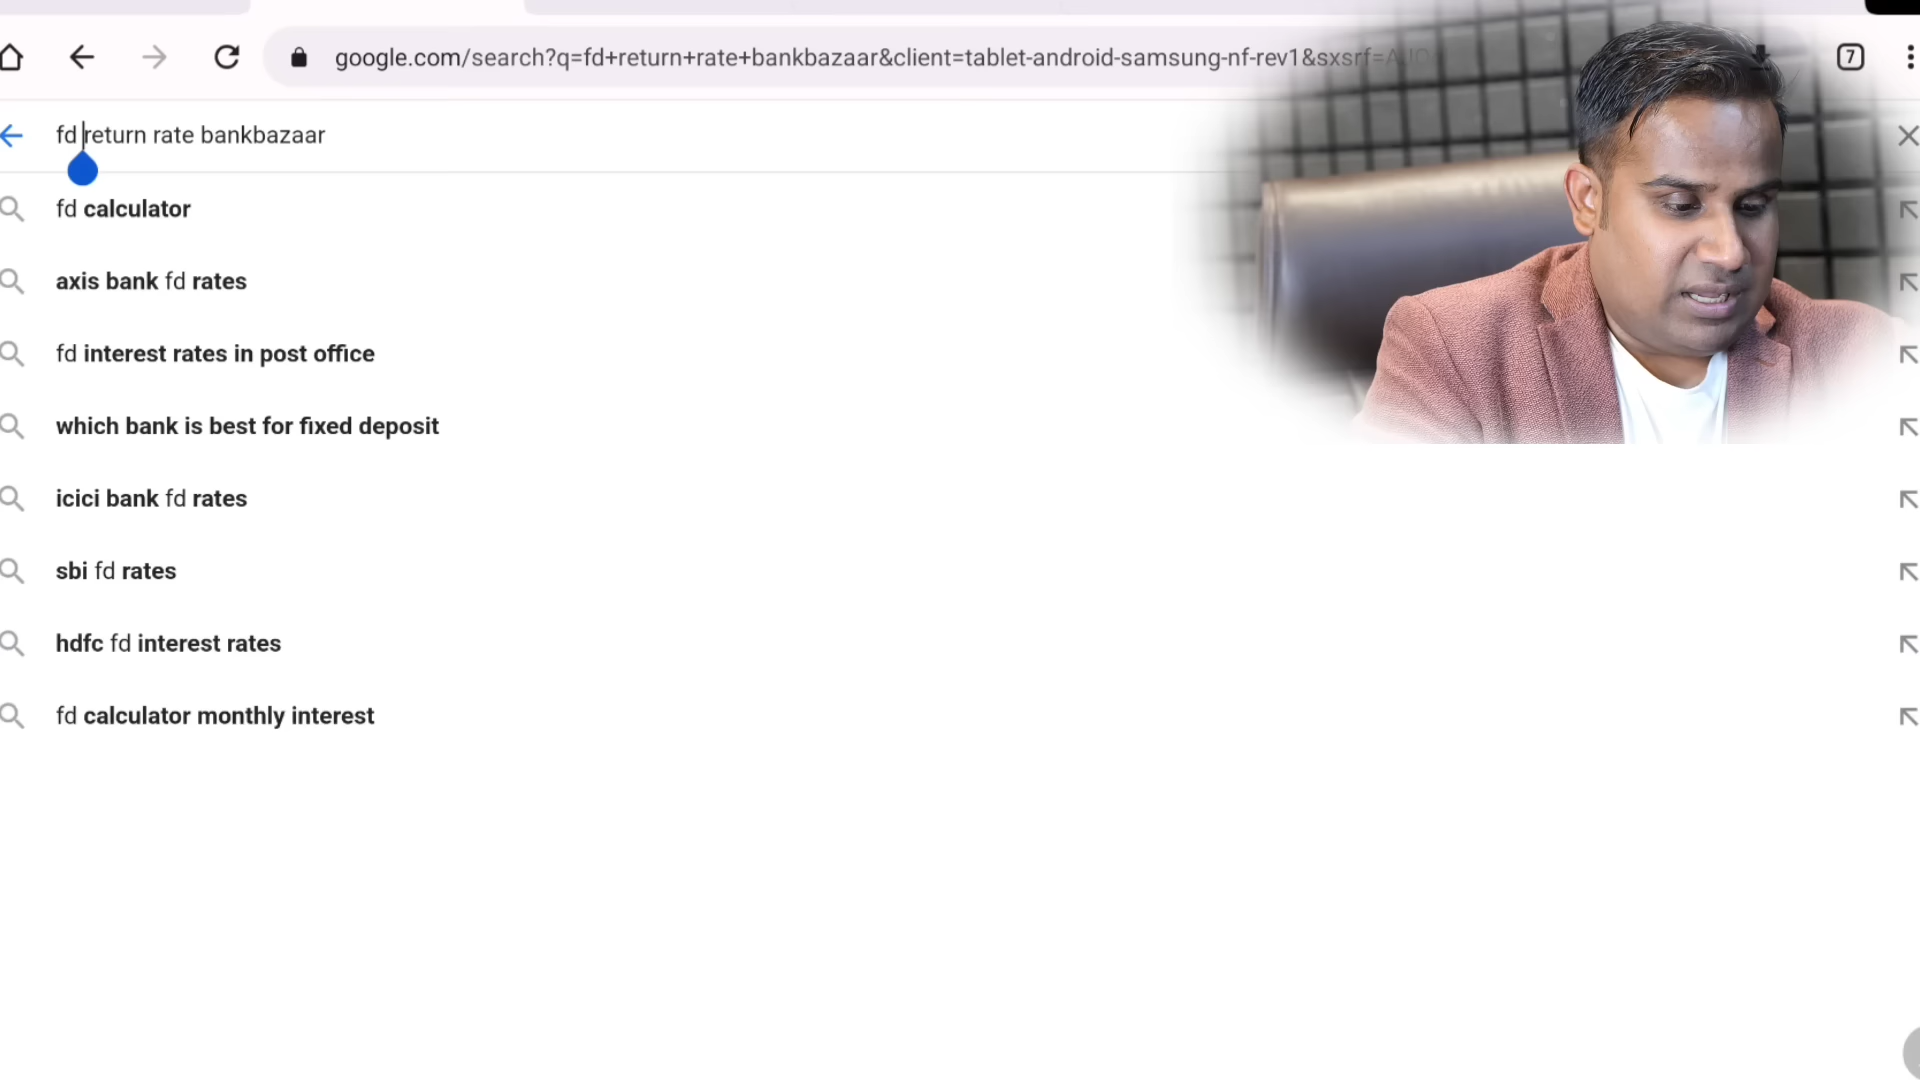 google.com/search?q=fd+return+rate+bankbazaar&client=tablet-android-samsung-nf-rev1&sxsrf=
7
fd return rate bankbazaar
fd calculator
axis bank fd rates
fd interest rates in post office
which bank is best for fixed deposit
icici bank fd rates
sbi fd rates
hdfc fd interest rates
fd calculator monthly interest